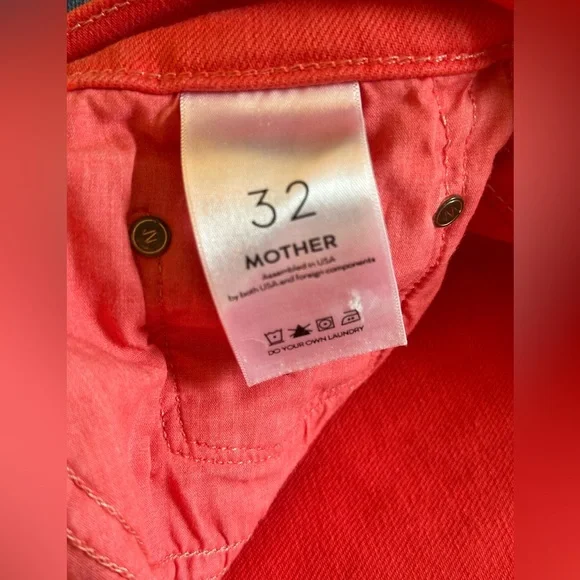 32
MOTHER
Assembled in USA
by both USA and foreign components
DO YOUR OWN LAUNDRY